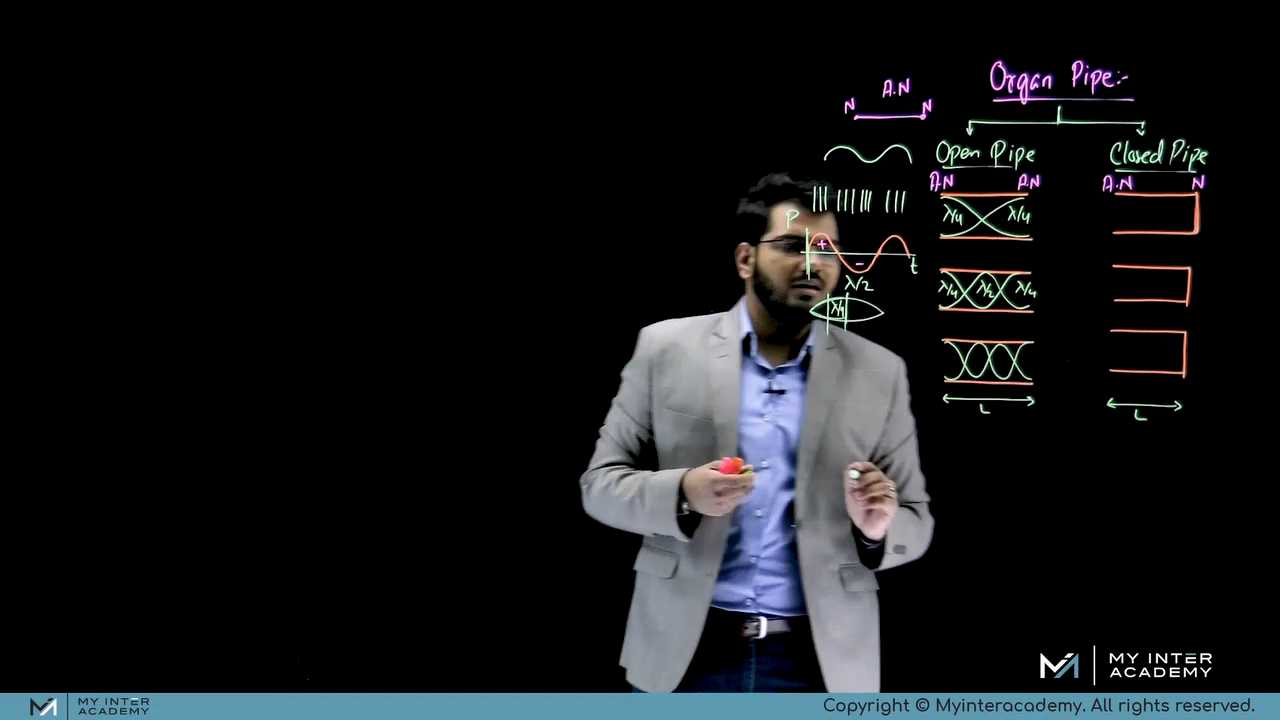 Organ Pipe:-
A.N
N N
Open Pipe Closed Pipe
A.N A.N A.N N
P
λ/4 λ/4
+
-
t
λ/2
λ/4 λ/2 λ/4
λ/4
L L
MY INTER
ACADEMY
MY INTER
ACADEMY
Copyright © Myinteracademy. All rights reserved.